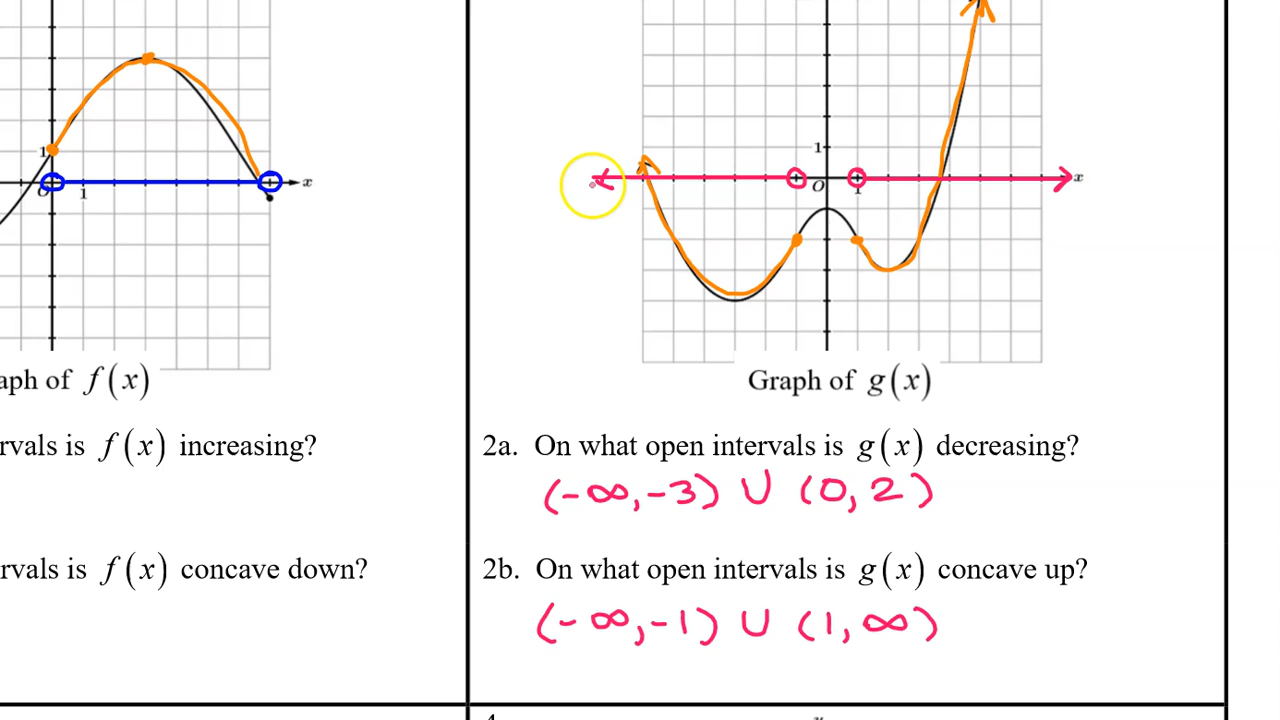 1
O
1
x
1
O
1
x
aph of f(x)
Graph of g(x)
rvals is f(x) increasing?
2a. On what open intervals is g(x) decreasing?
(-∞,-3) ∪ (0,2)
rvals is f(x) concave down?
2b. On what open intervals is g(x) concave up?
(-∞,-1) ∪ (1,∞)